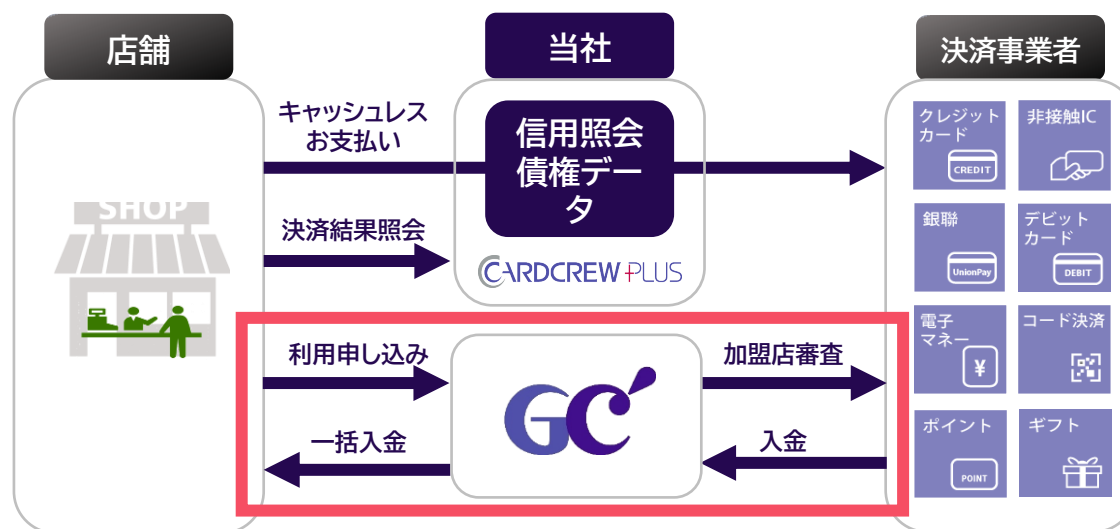 店舗
当社
決済事業者
キャッシュレス
お支払い
信用照会
債権デー
タ
決済結果照会
CARDCREW PLUS
SHOP
利用申し込み
加盟店審査
GC
一括入金
入金
クレジット
カード
CREDIT
非接触IC
銀聯
UnionPay
デビット
カード
DEBIT
電子
マネー
¥
コード決済
ポイント
POINT
ギフト